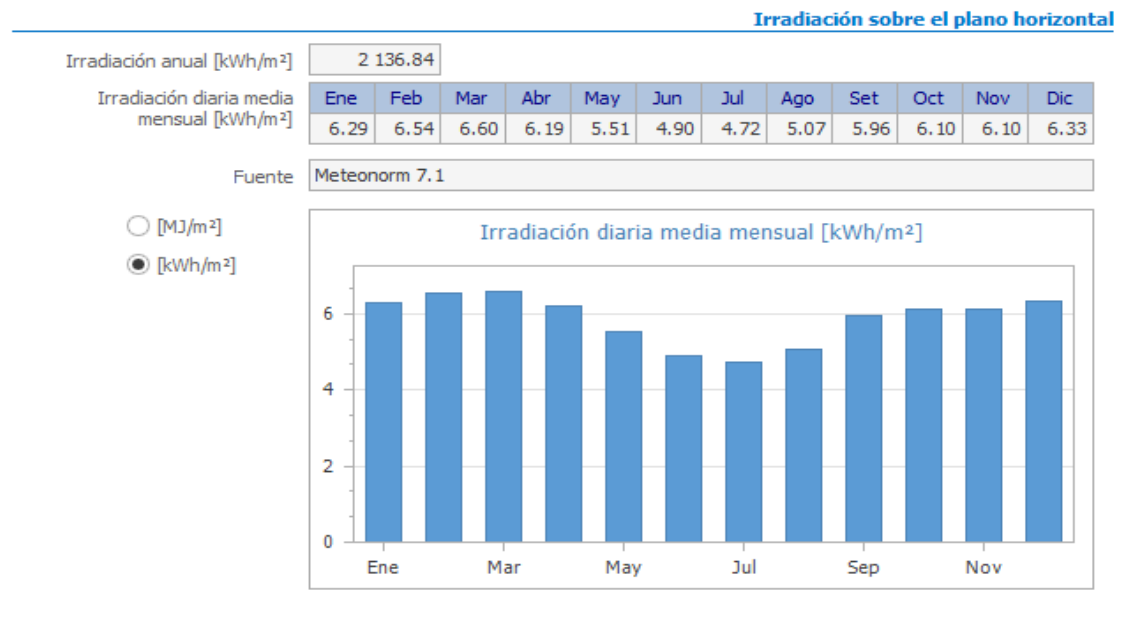 Irradiación sobre el plano horizontal
Irradiación anual [kWh/m²] 2 136.84
Irradiación diaria media mensual [kWh/m²]
Ene Feb Mar Abr May Jun Jul Ago Set Oct Nov Dic
6.29 6.54 6.60 6.19 5.51 4.90 4.72 5.07 5.96 6.10 6.10 6.33
Fuente Meteonorm 7.1
[MJ/m²]
[kWh/m²]
Irradiación diaria media mensual [kWh/m²]
6
4
2
0
Ene Mar May Jul Sep Nov